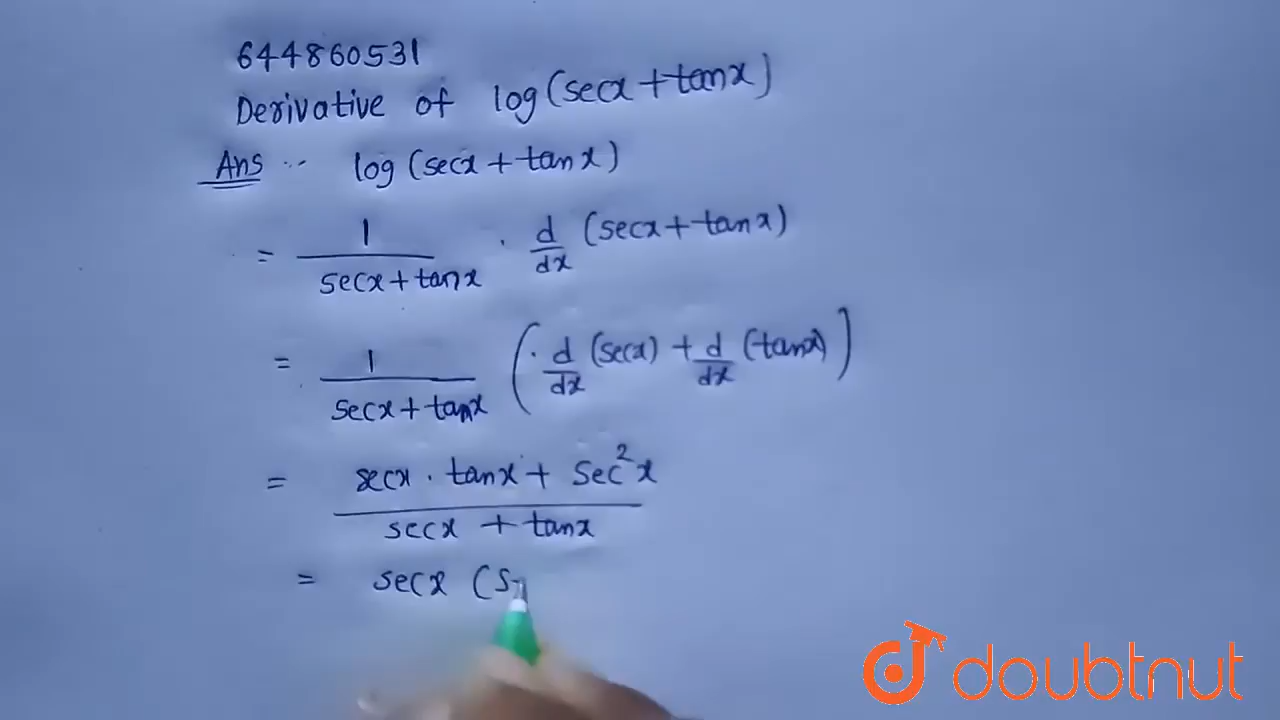 644860531
Derivative of log(secx+tanx)
Ans :- log(secx+tanx)
= 1/(secx+tanx) · d/dx (secx+tanx)
= 1/(secx+tanx) (· d/dx (secx) + d/dx (tanx))
= (secx · tanx + sec²x)/(secx + tanx)
= secx (s
doubtnut